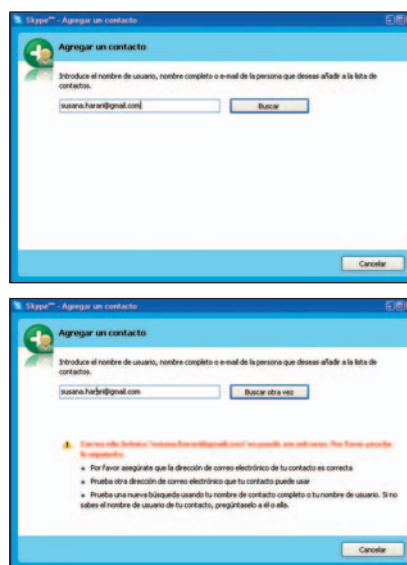 Skype™ - Agregar un contacto
Agregar un contacto
Introduce el nombre de usuario, nombre completo o e-mail de la persona que deseas añadir a la lista de
contactos.
susana.harari@gmail.com Buscar
Cancelar
Skype™ - Agregar un contacto
Agregar un contacto
Introduce el nombre de usuario, nombre completo o e-mail de la persona que deseas añadir a la lista de
contactos.
susana.harari@gmail.com Buscar otra vez
Por favor asegúrate que la dirección de correo electrónico de tu contacto es correcta
Prueba otra dirección de correo electrónico que tu contacto puede usar
Prueba una nueva búsqueda usando tu nombre de contacto completo o tu nombre de usuario. Si no
sabes el nombre de usuario de tu contacto, pregúntaselo a él o ella.
Cancelar